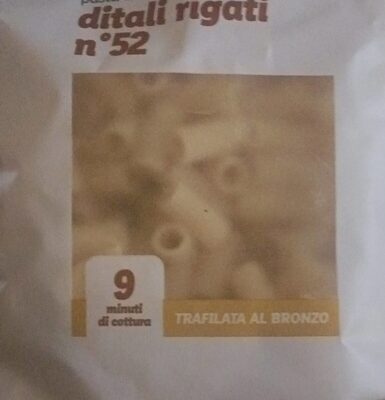 ditali rigati
n°52
9
minuti
di cottura
TRAFILATA AL BRONZO